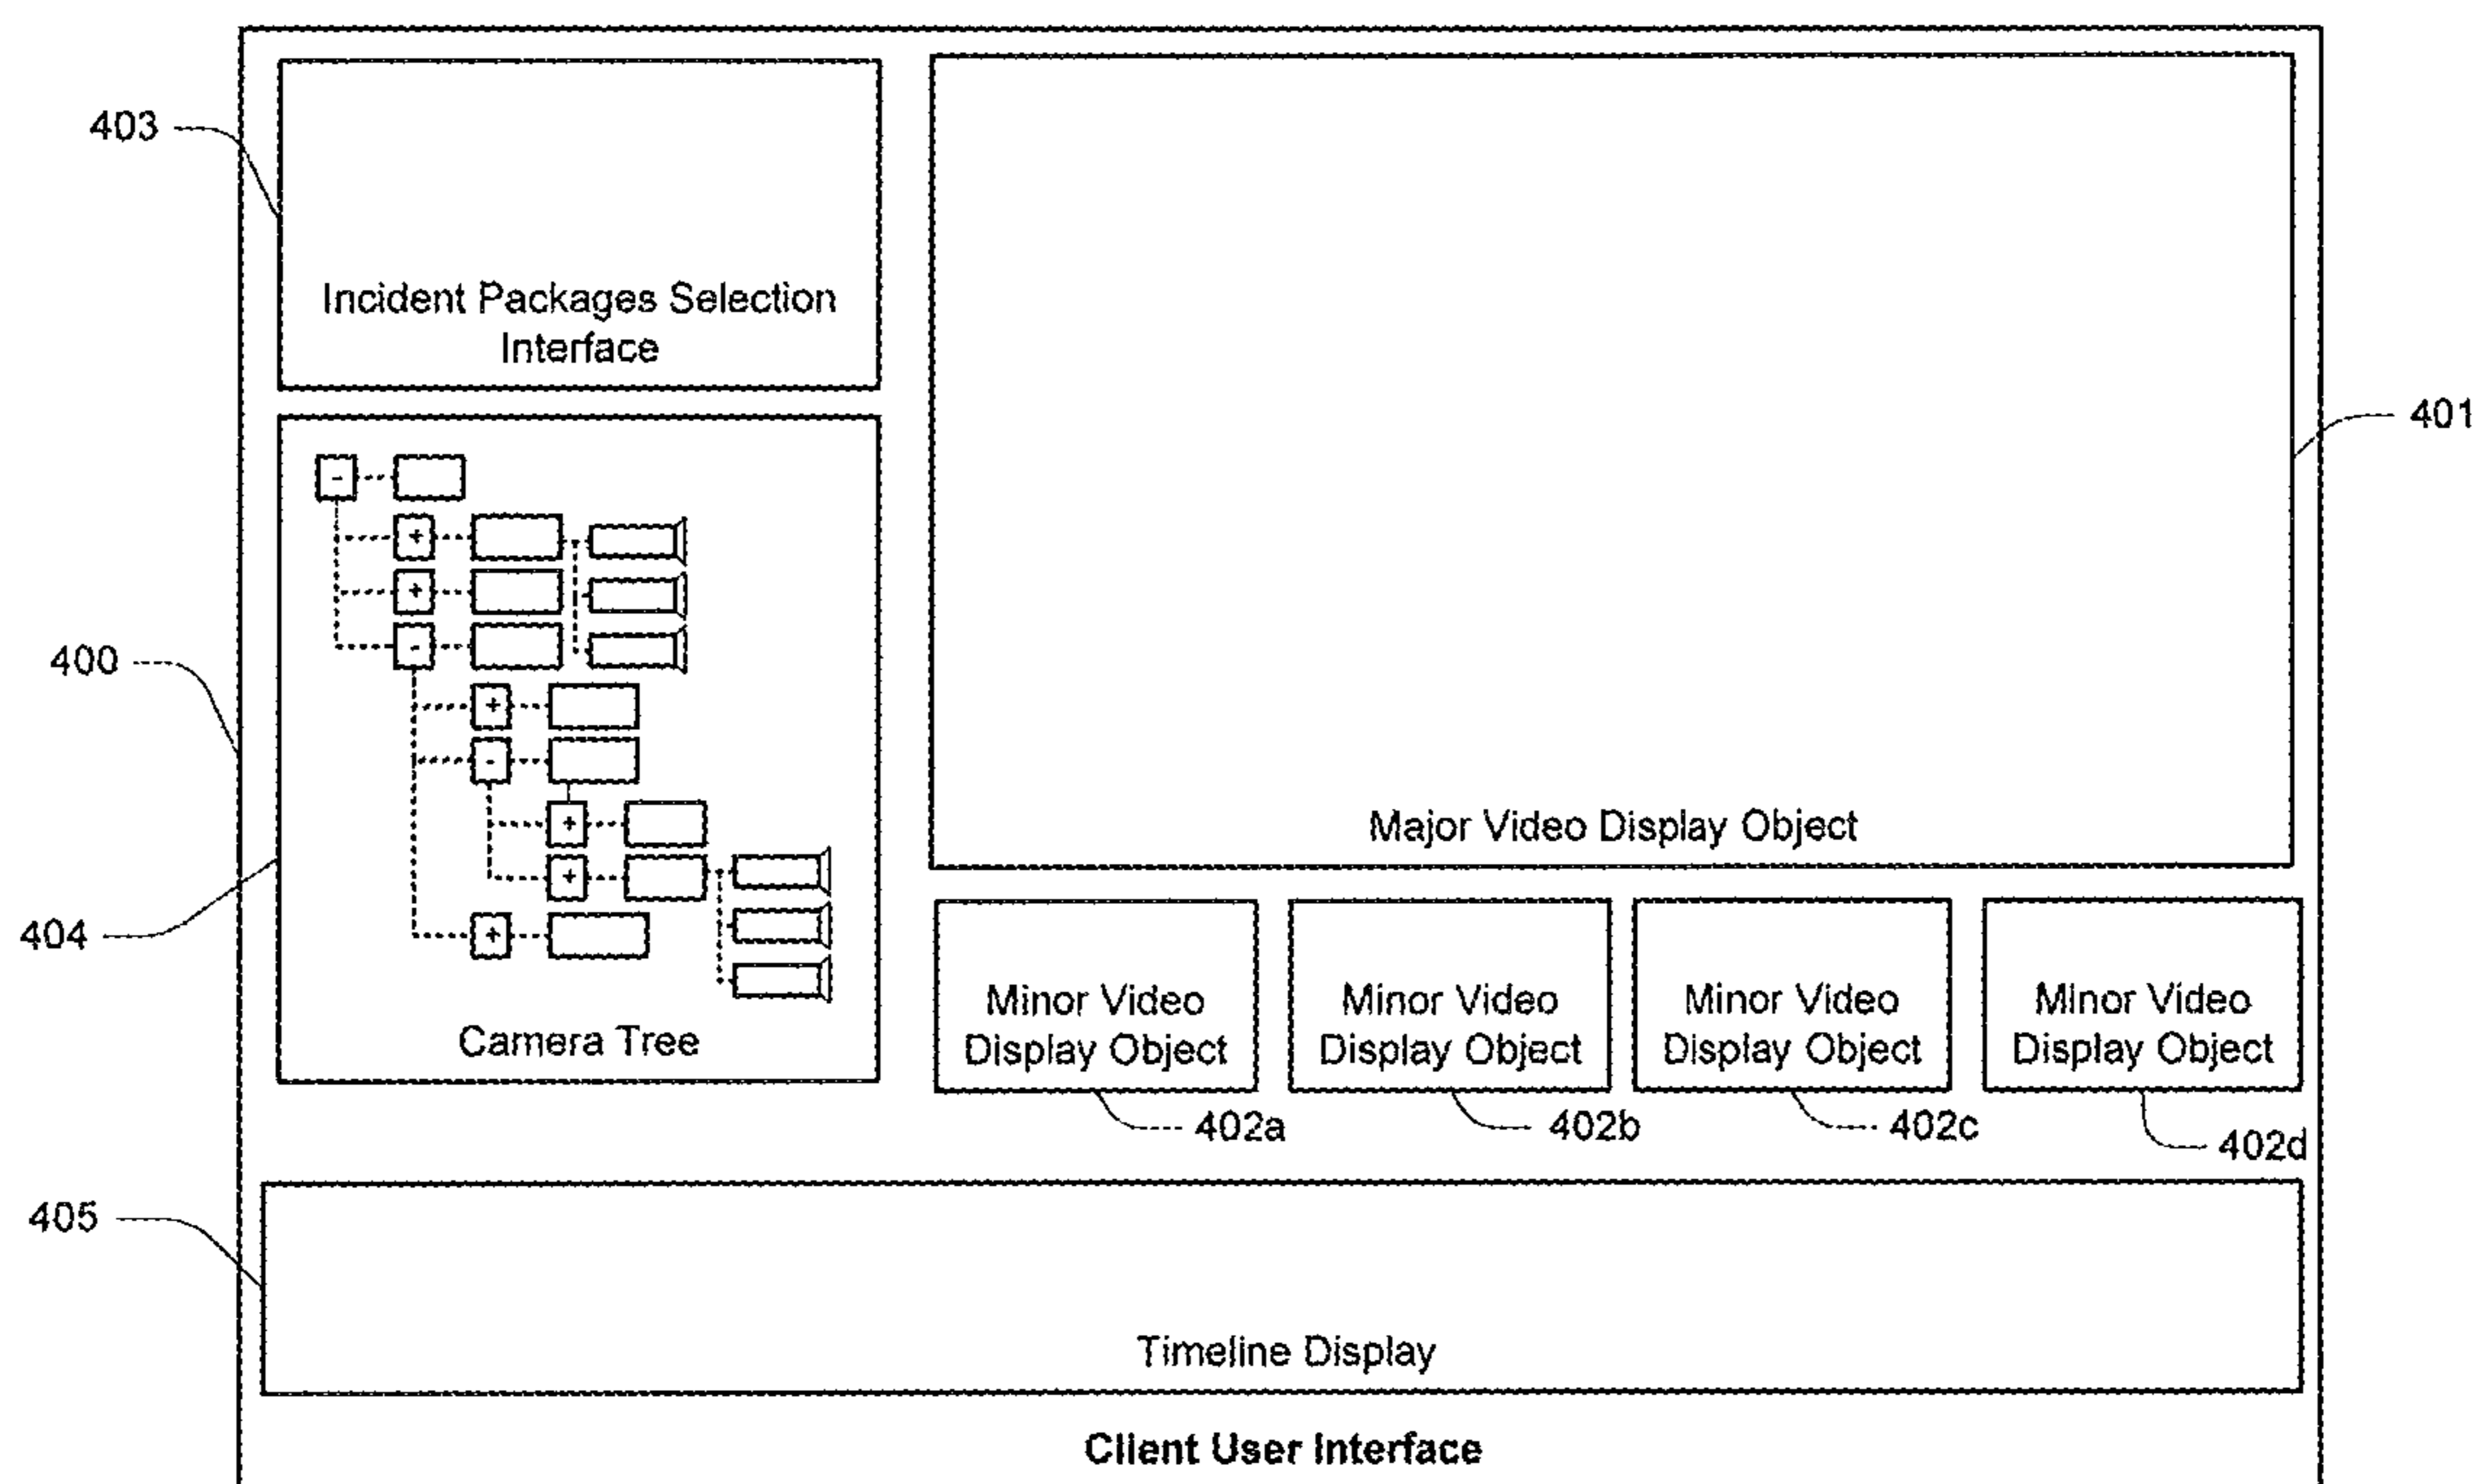 403
Incident Packages Selection
Interface
401
Major Video Display Object
400
-
+
+
-
+
-
+
+
+
404
Camera Tree
Minor Video
Display Object
Minor Video
Display Object
Minor Video
Display Object
Minor Video
Display Object
402a
402b
402c
402d
405
Timeline Display
Client User Interface